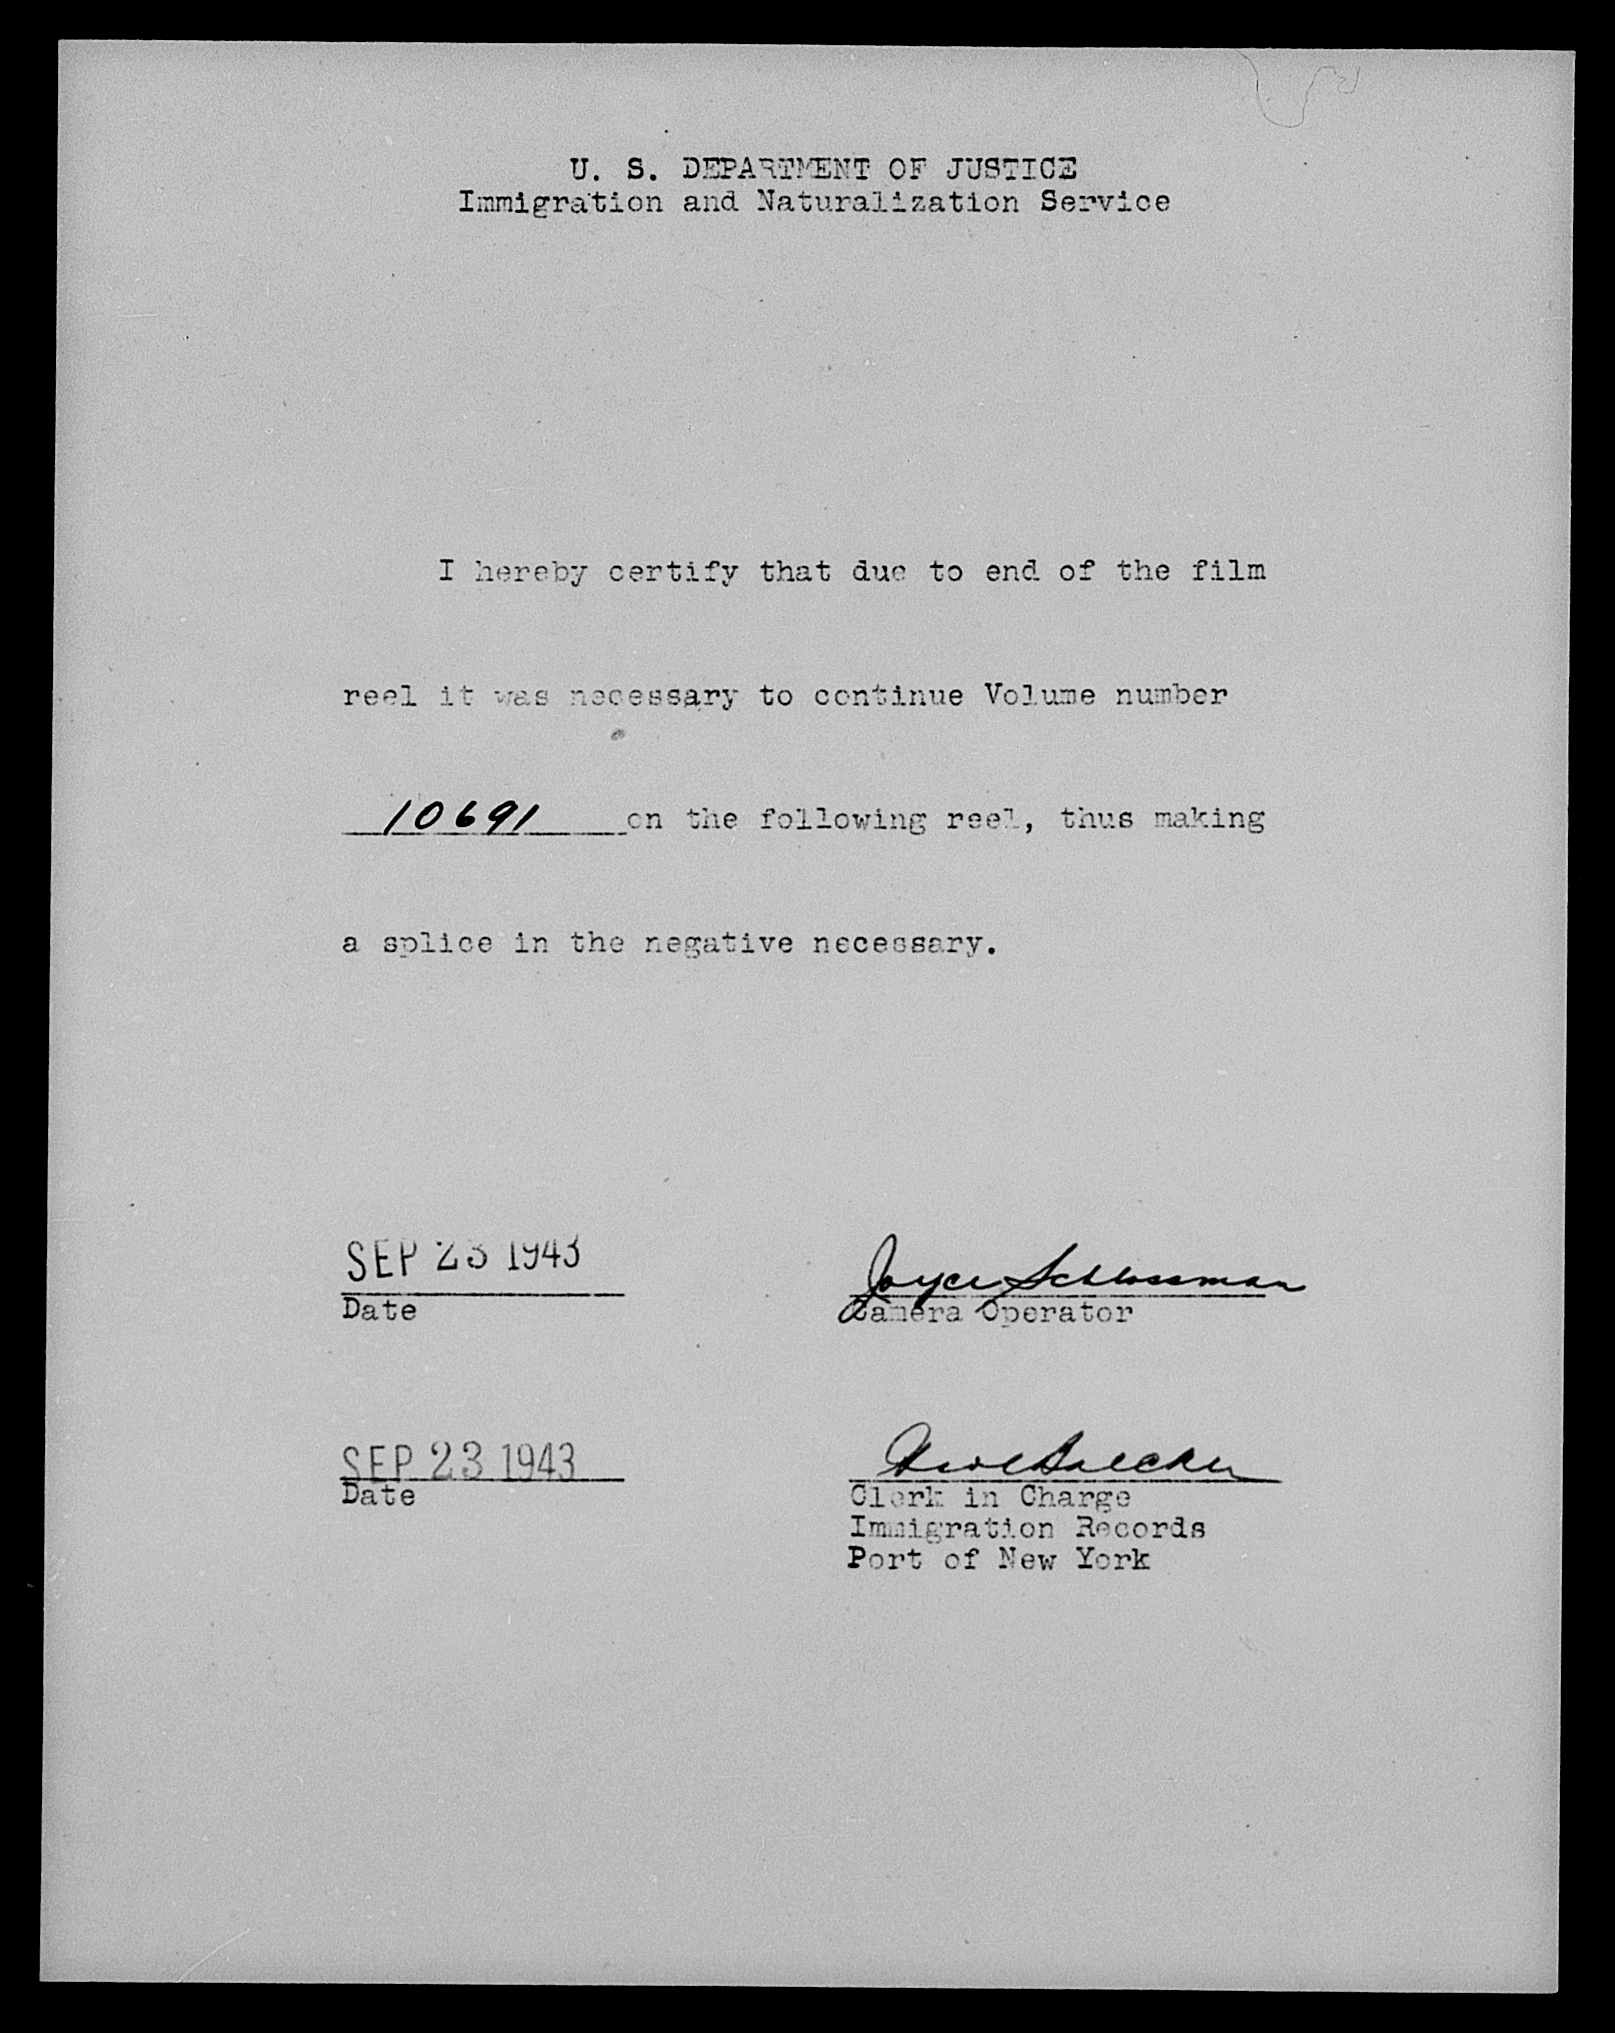 U. S. DEPARTMENT OF JUSTICE
Immigration and Naturalization Service
I hereby certify that due to end of the film
reel it was necessary to continue Volume number
10691 on the following reel, thus making
a splice in the negative necessary.
SEP 23 1943
Joyce Schlossman
Date
Camera Operator
SEP 23 1943
Date
Clerk in Charge
Immigration Records
Port of New York